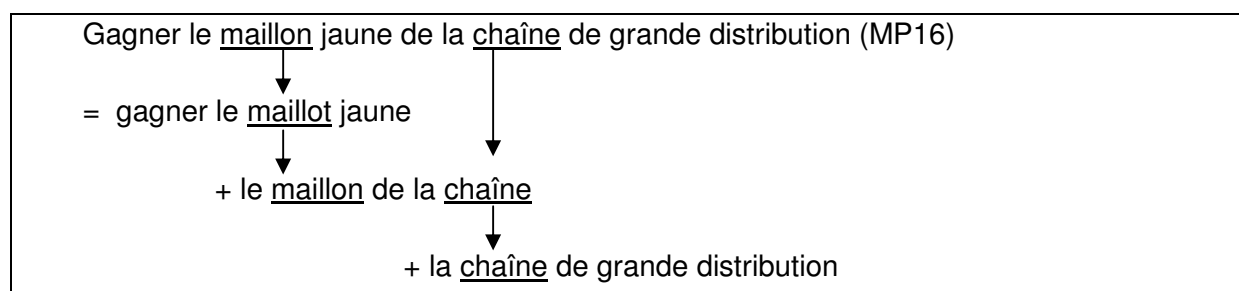 Gagner le maillon jaune de la chaîne de grande distribution (MP16)
= gagner le maillot jaune
+ le maillon de la chaîne
+ la chaîne de grande distribution